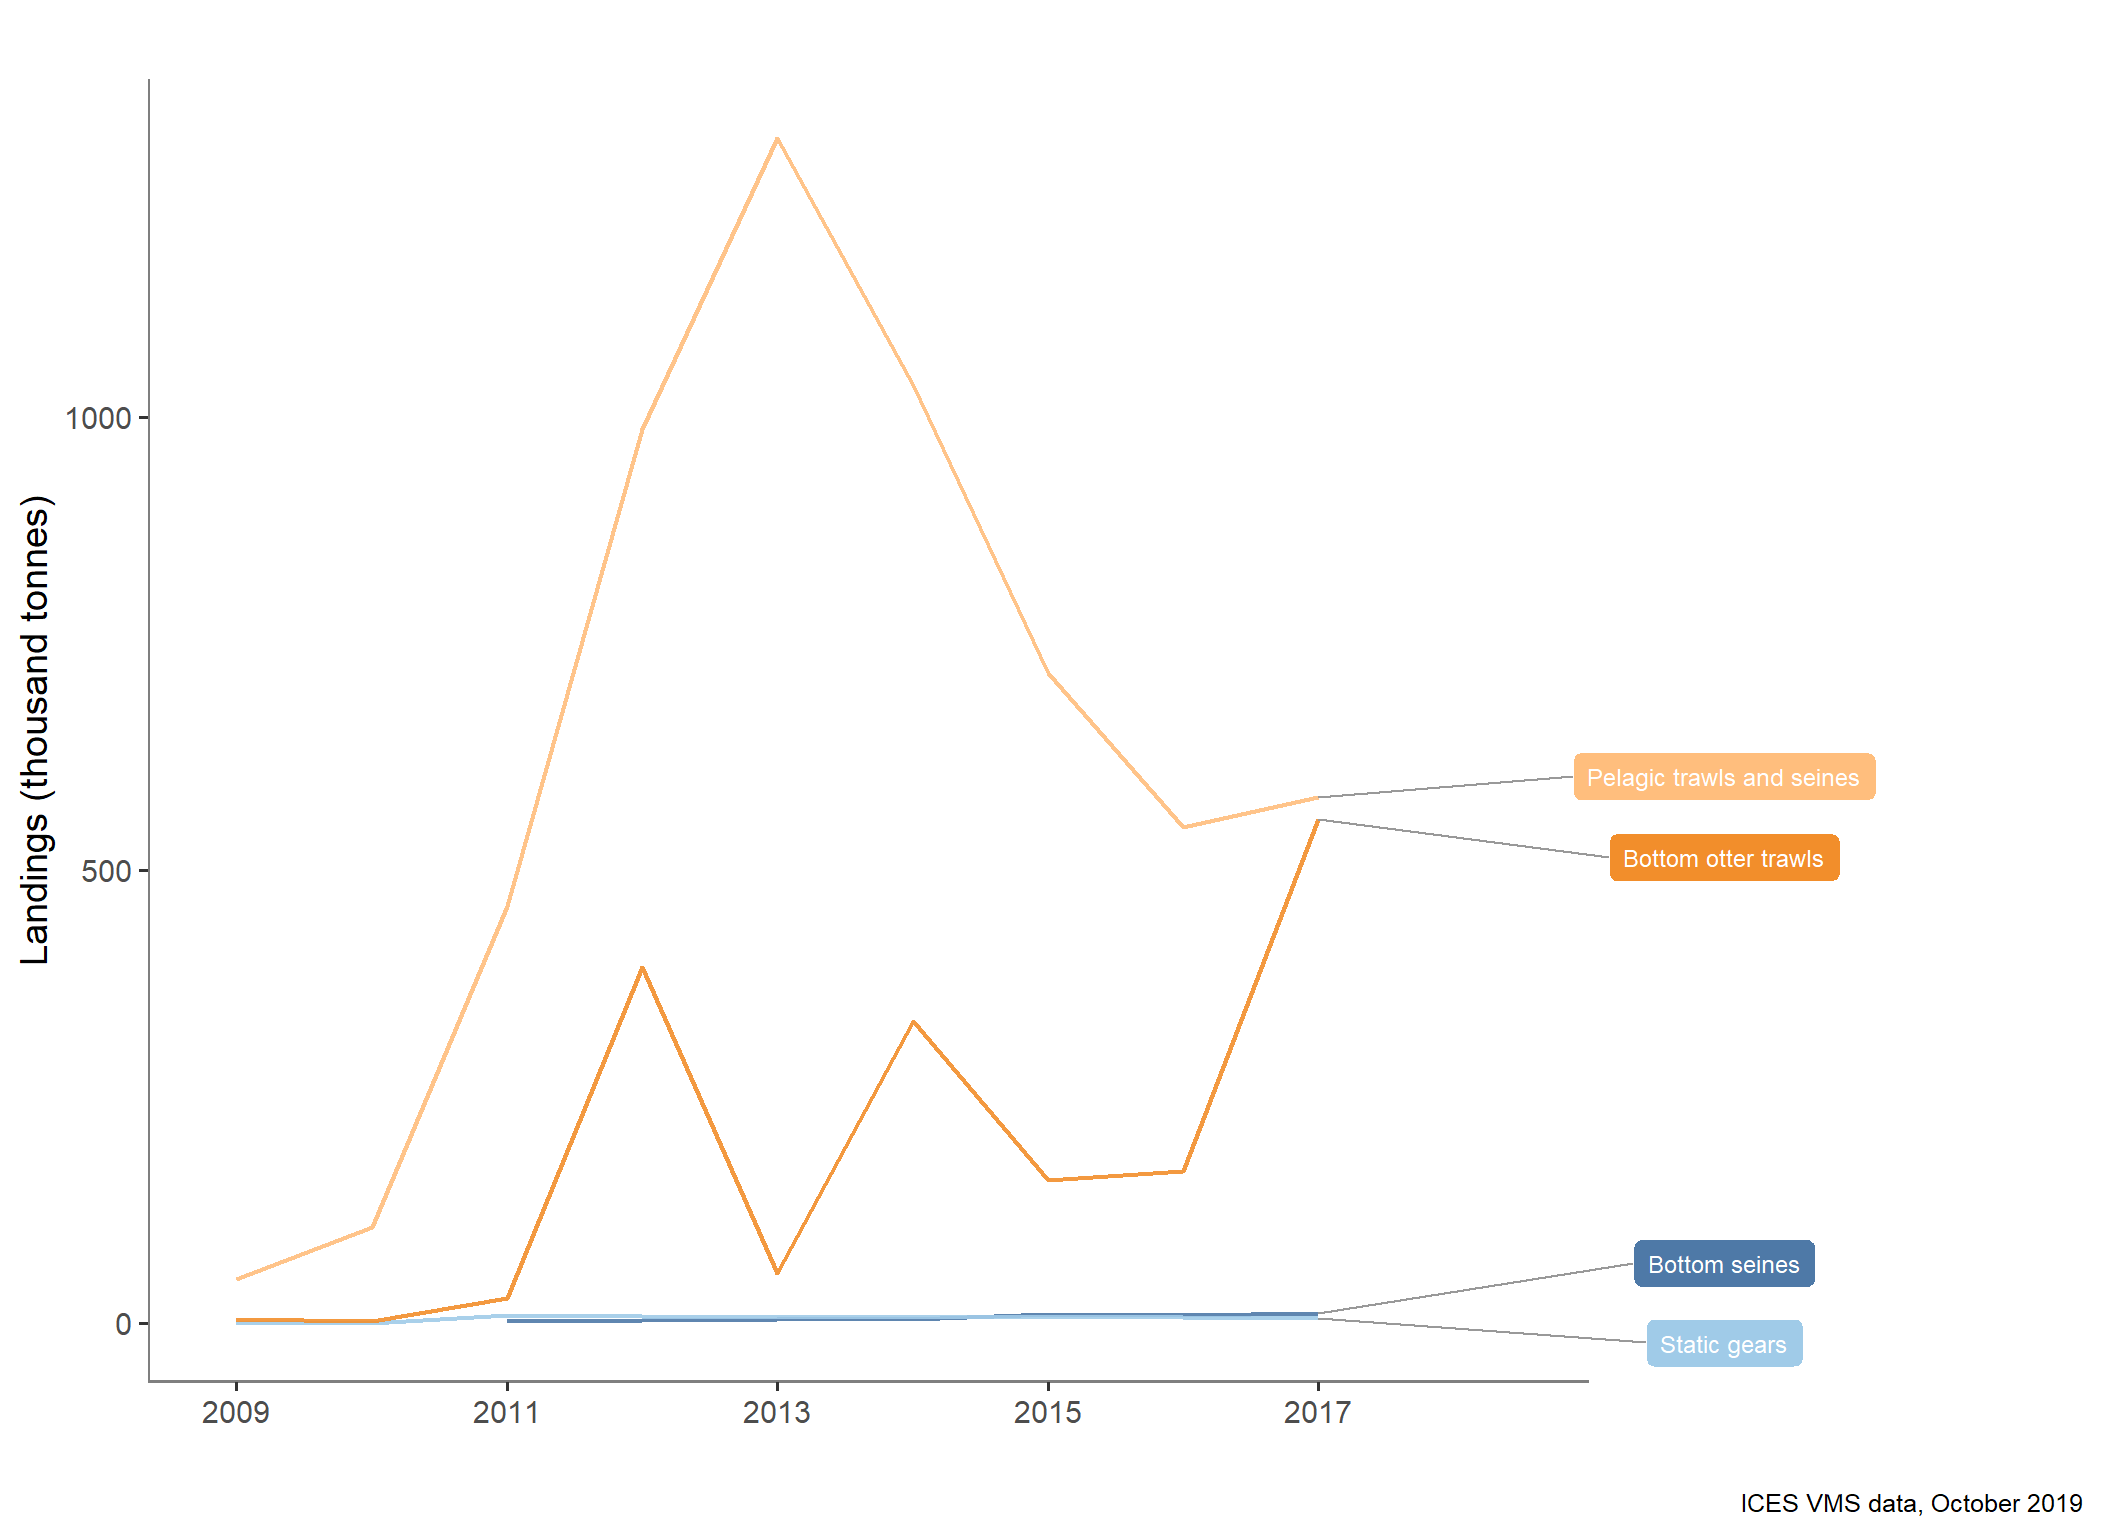 Landings (thousand tonnes)
1000
500
0
2009
2011
2013
2015
2017
Pelagic trawls and seines
Bottom otter trawls
Bottom seines
Static gears
ICES VMS data, October 2019